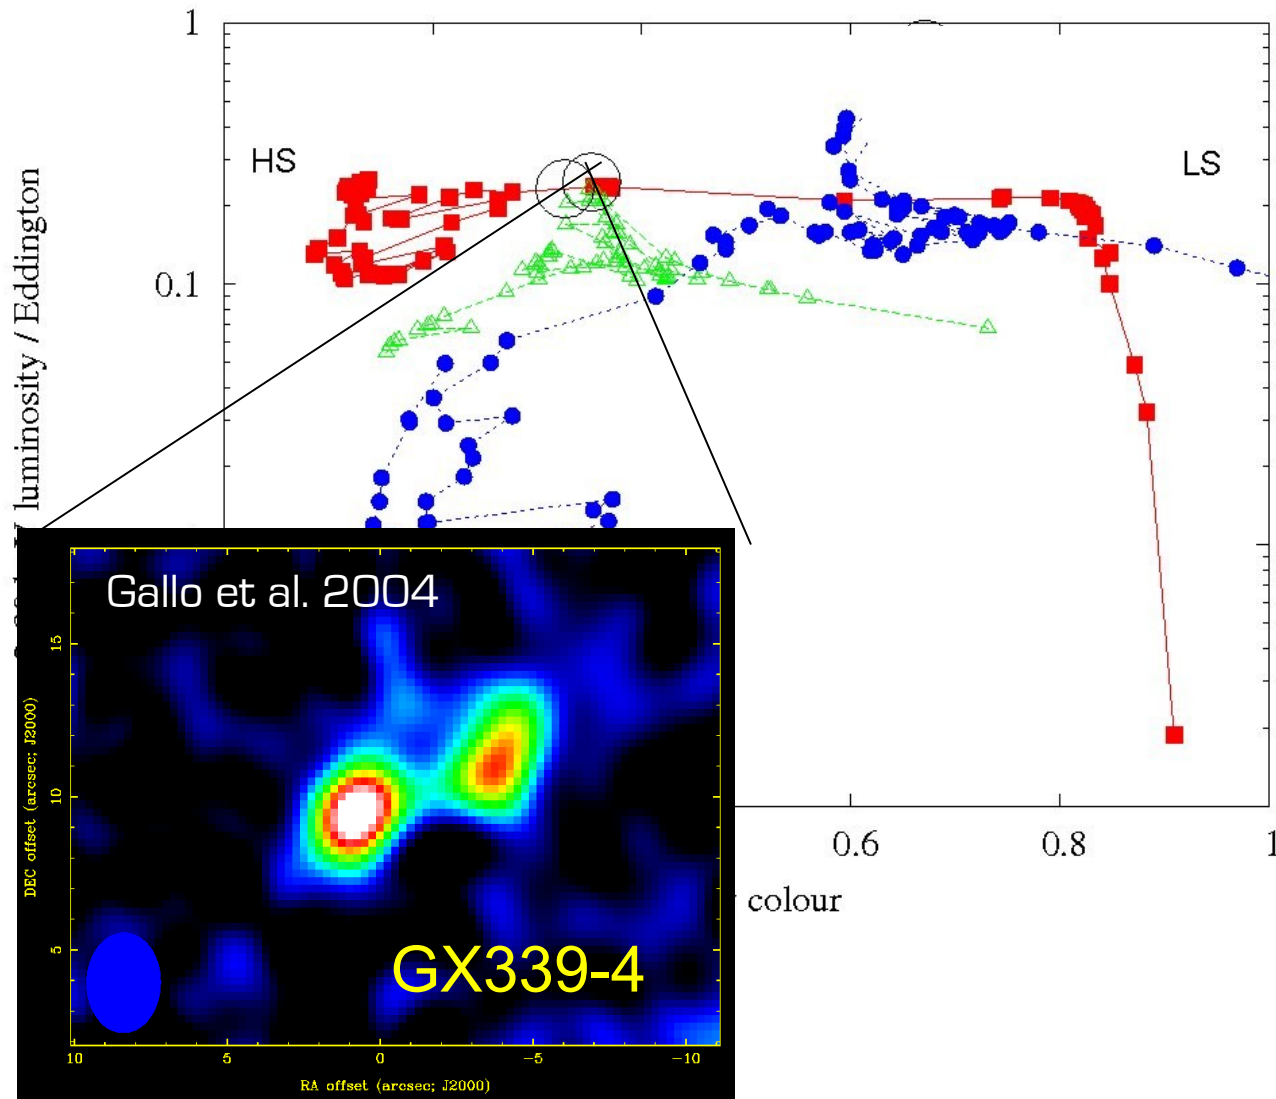 1
HS
LS
0.1
luminosity / Eddington
Gallo et al. 2004
15
10
5
DEC offset (arcsec; J2000)
GX339-4
10
5
0
−5
−10
RA offset (arcsec; J2000)
0.6
0.8
1
colour